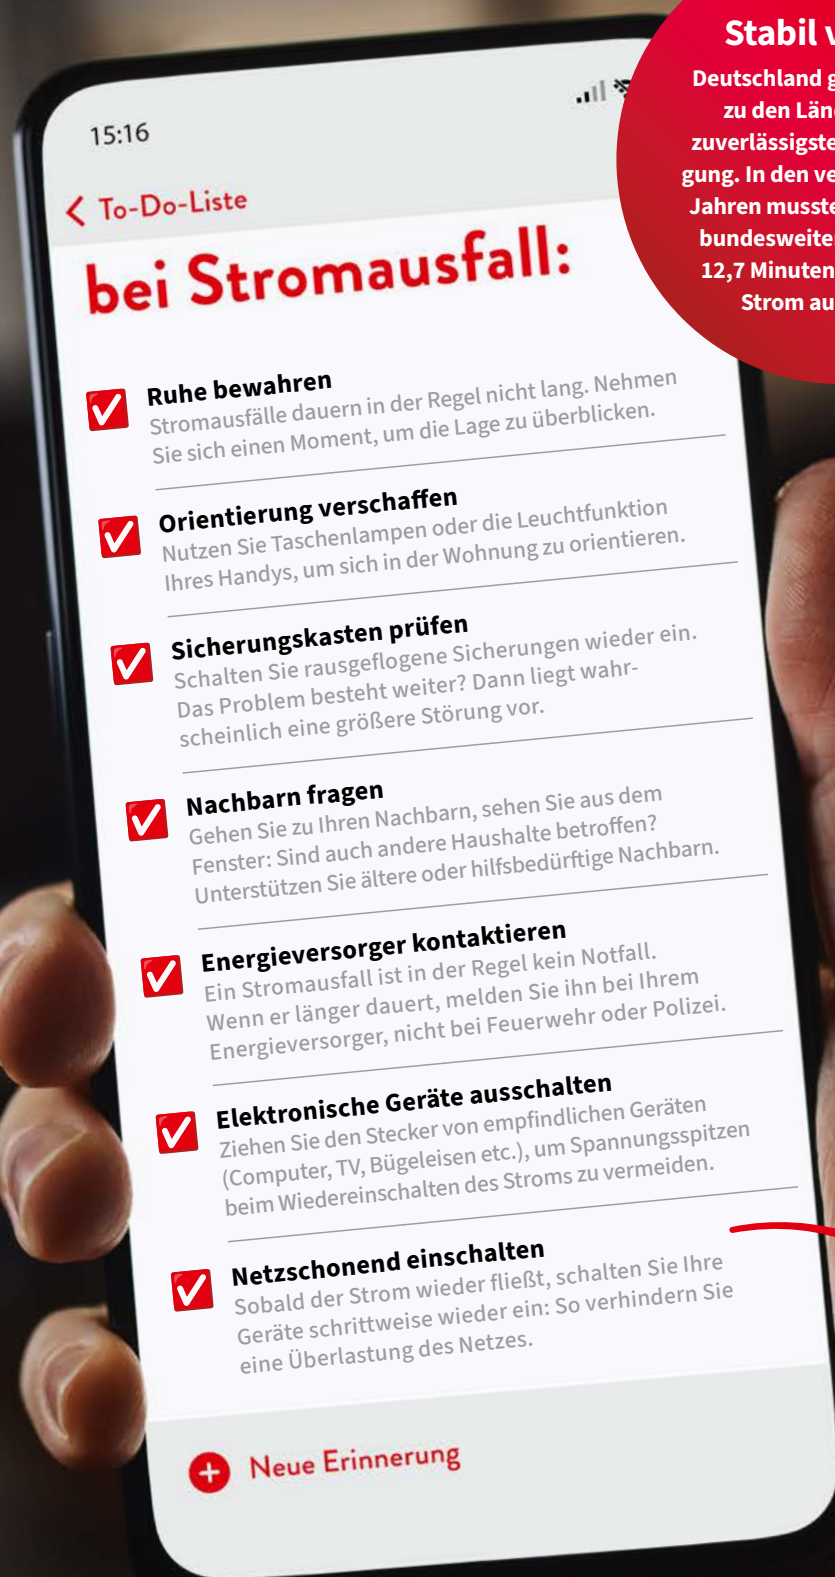 15:16
To-Do-Liste
bei Stromausfall:
Ruhe bewahren
Stromausfälle dauern in der Regel nicht lang. Nehmen
Sie sich einen Moment, um die Lage zu überblicken.
Orientierung verschaffen
Nutzen Sie Taschenlampen oder die Leuchtfunktion
Ihres Handys, um sich in der Wohnung zu orientieren.
Sicherungskasten prüfen
Schalten Sie rausgeflogene Sicherungen wieder ein.
Das Problem besteht weiter? Dann liegt wahr-
scheinlich eine größere Störung vor.
Nachbarn fragen
Gehen Sie zu Ihren Nachbarn, sehen Sie aus dem
Fenster: Sind auch andere Haushalte betroffen?
Unterstützen Sie ältere oder hilfsbedürftige Nachbarn.
Energieversorger kontaktieren
Ein Stromausfall ist in der Regel kein Notfall.
Wenn er länger dauert, melden Sie ihn bei Ihrem
Energieversorger, nicht bei Feuerwehr oder Polizei.
Elektronische Geräte ausschalten
Ziehen Sie den Stecker von empfindlichen Geräten
(Computer, TV, Bügeleisen etc.), um Spannungsspitzen
beim Wiedereinschalten des Stroms zu vermeiden.
Netzschonend einschalten
Sobald der Strom wieder fließt, schalten Sie Ihre
Geräte schrittweise wieder ein: So verhindern Sie
eine Überlastung des Netzes.
Neue Erinnerung
Stabil
Deutschland
zu den
In den
Jahren
12,7 Minuten
Strom